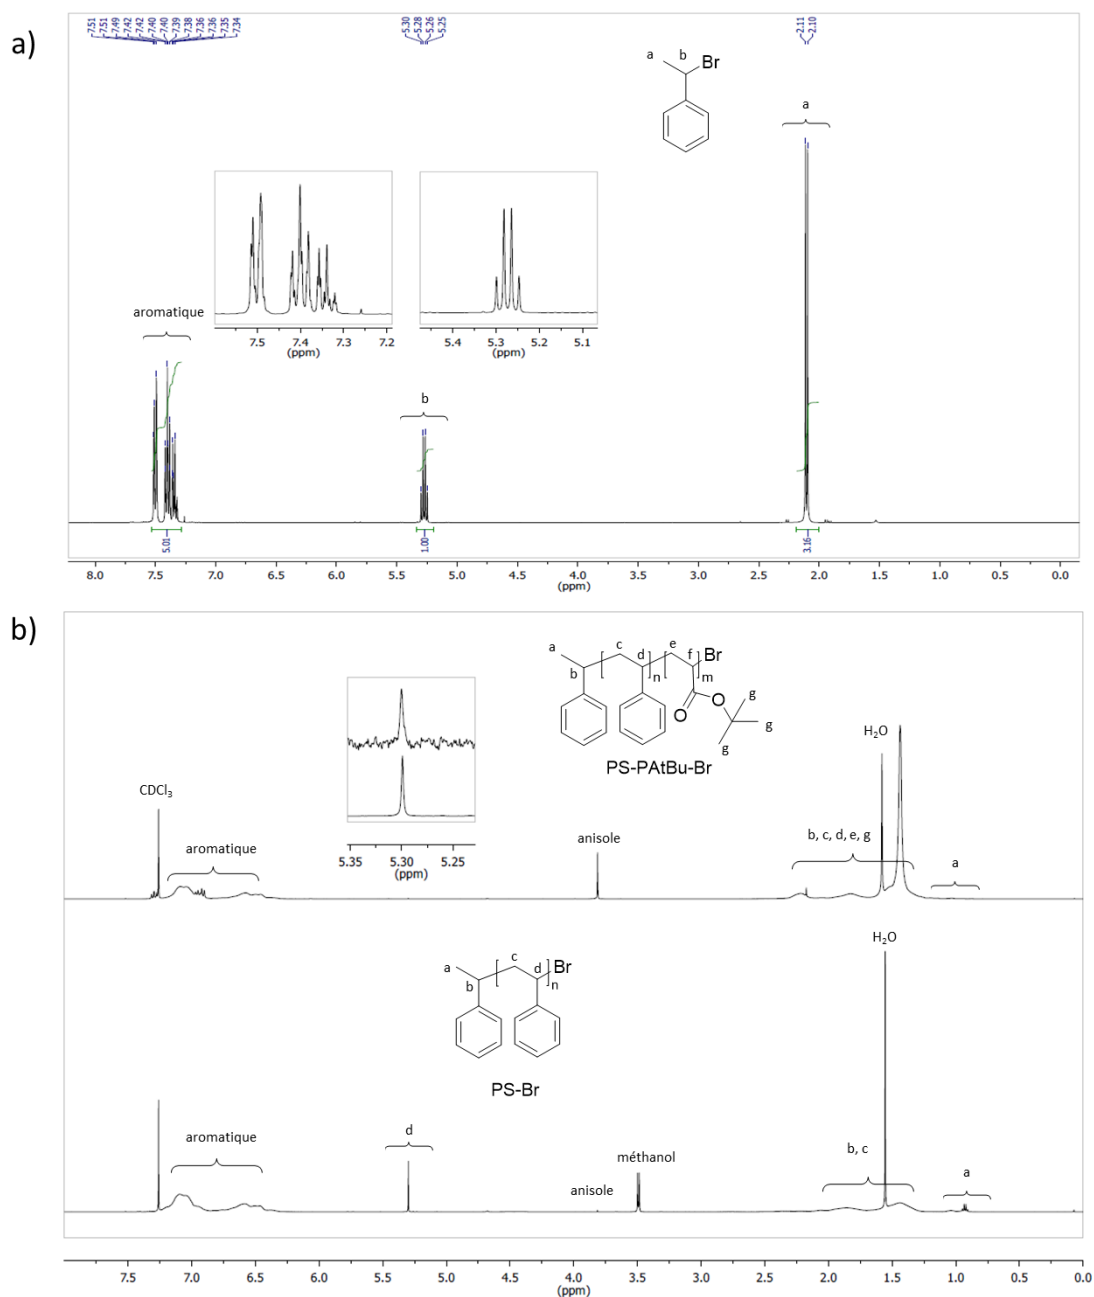 a)
7.51
7.51
7.49
7.42
7.42
7.40
7.40
7.39
7.38
7.36
7.36
7.35
7.34
5.30
5.28
5.26
5.25
2.11
2.10
a b Br
a
aromatique
7.5 7.4 7.3 7.2
(ppm)
5.4 5.3 5.2 5.1
(ppm)
b
5.01
1.00
3.16
8.0 7.5 7.0 6.5 6.0 5.5 5.0 4.5 4.0 3.5 3.0 2.5 2.0 1.5 1.0 0.5 0.0
(ppm)
b)
a b c d n e f Br m
O O g g g
PS-PAtBu-Br
H2O
CDCl3
aromatique
5.35 5.30 5.25
(ppm)
anisole
b, c, d, e, g
a
H2O
a b c d Br n
PS-Br
aromatique
d
méthanol
anisole
b, c
a
7.5 7.0 6.5 6.0 5.5 5.0 4.5 4.0 3.5 3.0 2.5 2.0 1.5 1.0 0.5 0.0
(ppm)